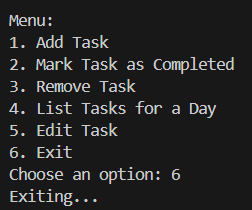 Menu:
1. Add Task
2. Mark Task as Completed
3. Remove Task
4. List Tasks for a Day
5. Edit Task
6. Exit
Choose an option: 6
Exiting...